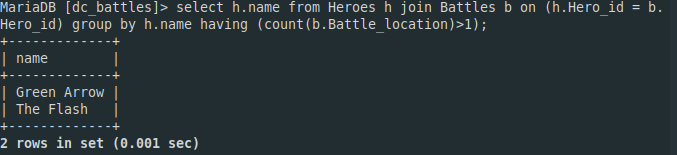 MariaDB [dc_battles]> select h.name from Heroes h join Battles b on (h.Hero_id = b.
Hero_id) group by h.name having (count(b.Battle_location)>1);
+-------------+
| name        |
+-------------+
| Green Arrow |
| The Flash   |
+-------------+
2 rows in set (0.001 sec)